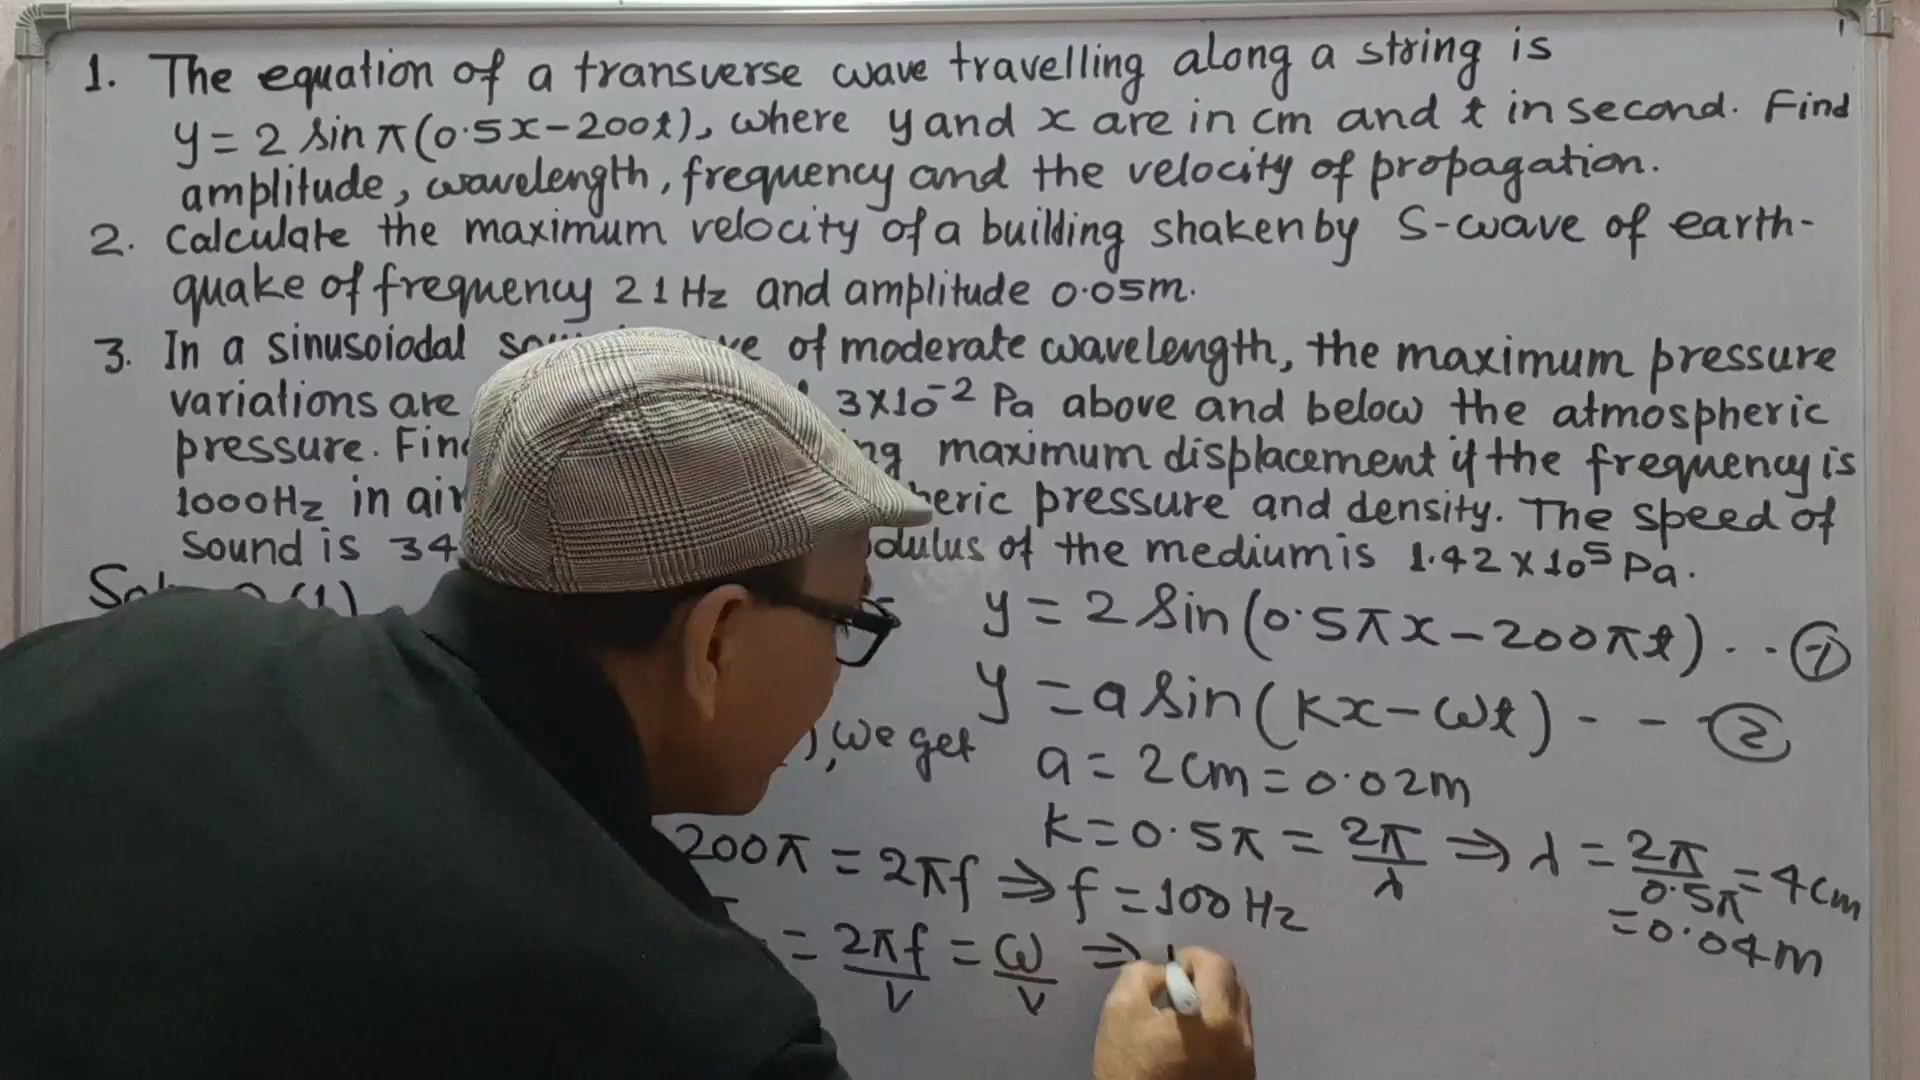 1. The equation of a transverse wave travelling along a string is
y = 2 sin π(0.5x-200t), where y and x are in cm and t in second. Find
amplitude, wavelength, frequency and the velocity of propagation.
2. Calculate the maximum velocity of a building shaken by S-wave of earth-
quake of frequency 21 Hz and amplitude 0.05m.
3. In a sinusoiodal of moderate wavelength, the maximum pressure
variations are 3×10⁻² Pa above and below the atmospheric
pressure. maximum displacement if the frequency is
1000Hz in air pressure and density. The speed of
Sound is of the medium is 1.42×10⁵ Pa.
(1) y = 2 sin(0.5πx-200πt)...①
y = a sin(kx-ωt)---②
, we get a = 2cm = 0.02m
k = 0.5π = 2π/λ ⇒ λ = 2π/0.5π = 4cm
= 0.04m
200π = 2πf ⇒ f = 100 Hz
= 2πf/v = ω/v ⇒